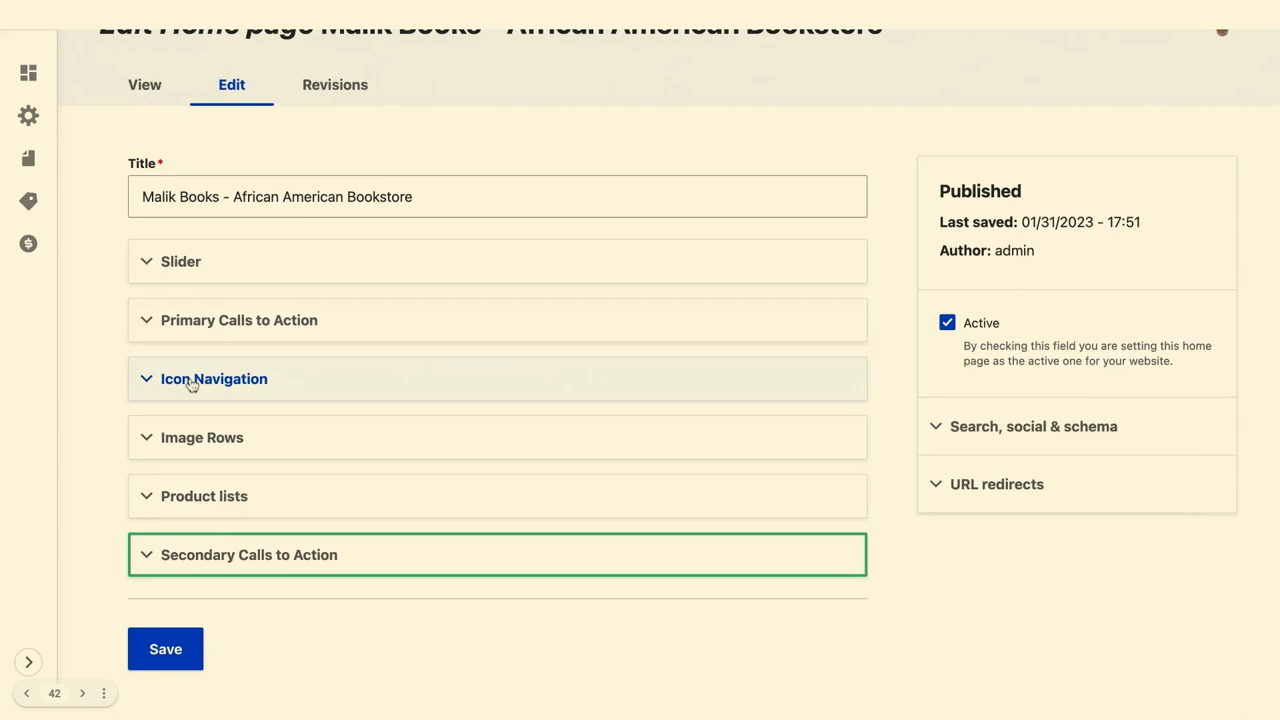 Edit Home page Malik Books - African American Bookstore
View
Edit
Revisions
Title*
Malik Books - African American Bookstore
Slider
Primary Calls to Action
Icon Navigation
Image Rows
Product lists
Secondary Calls to Action
Save
Published
Last saved: 01/31/2023 - 17:51
Author: admin
Active
By checking this field you are setting this home
page as the active one for your website.
Search, social & schema
URL redirects
42